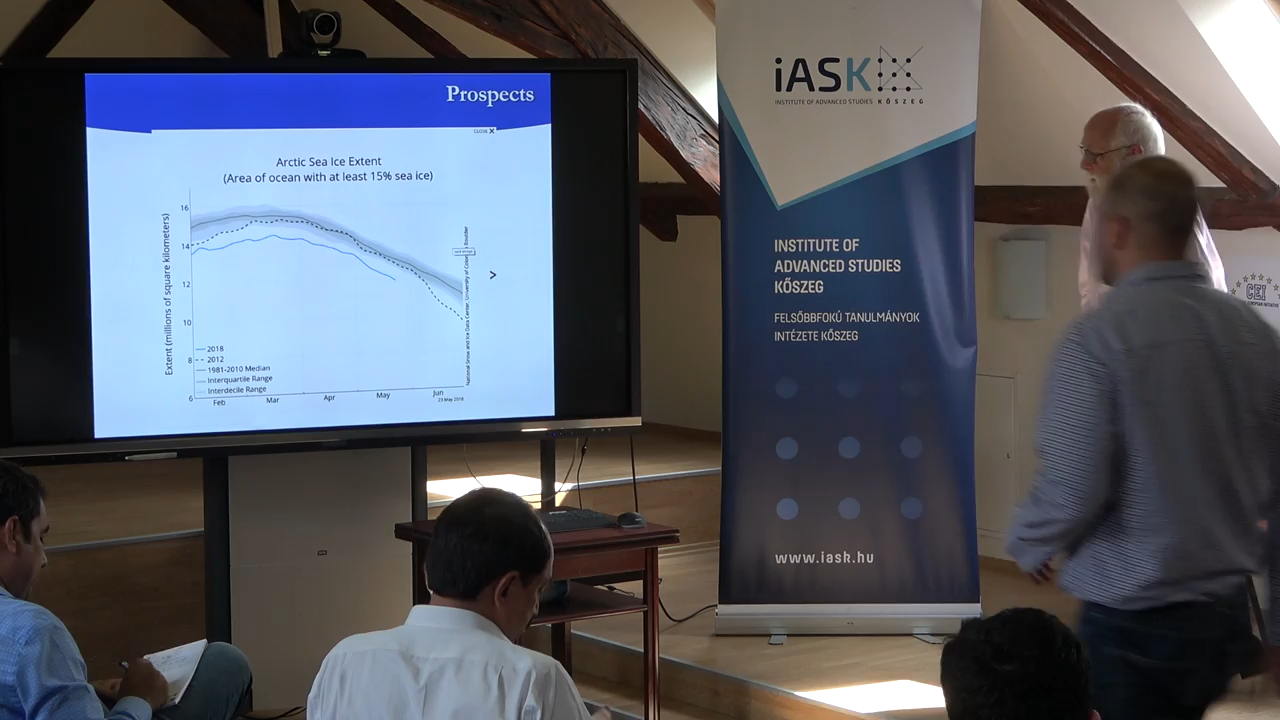 Prospects
CLOSE X
Arctic Sea Ice Extent
(Area of ocean with at least 15% sea ice)
Extent (millions of square kilometers)
16
14
12
10
8
6
2018
2012
1981-2010 Median
Interquartile Range
Interdecile Range
Feb
Mar
Apr
May
Jun
23 May 2018
National Snow and Ice Data Center, University of Colorado Boulder
iASK
INSTITUTE OF ADVANCED STUDIES KŐSZEG
INSTITUTE OF
ADVANCED STUDIES
KŐSZEG
FELSŐBBFOKÚ TANULMÁNYOK
INTÉZETE KŐSZEG
www.iask.hu
CEI